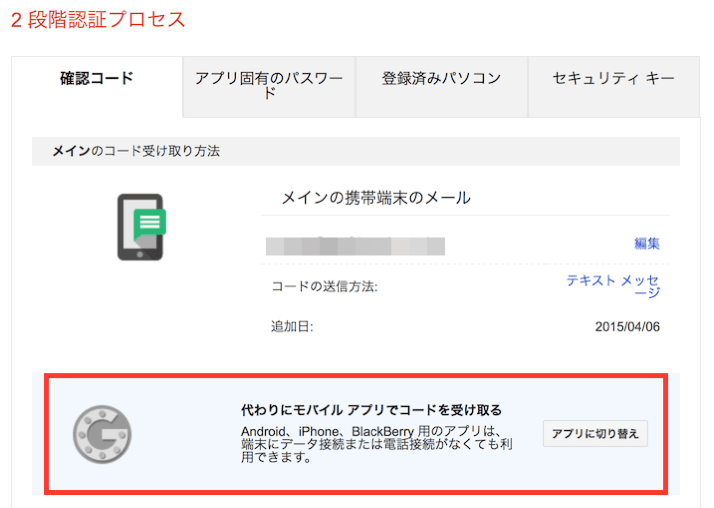 2 段階認証プロセス
確認コード
アプリ固有のパスワー
ド
登録済みパソコン
セキュリティ キー
メインのコード受け取り方法
メインの携帯端末のメール
編集
コードの送信方法:
テキスト メッセ
ージ
追加日:
2015/04/06
代わりにモバイル アプリでコードを受け取る
Android、iPhone、BlackBerry 用のアプリは、
端末にデータ接続または電話接続がなくても利
用できます。
アプリに切り替え